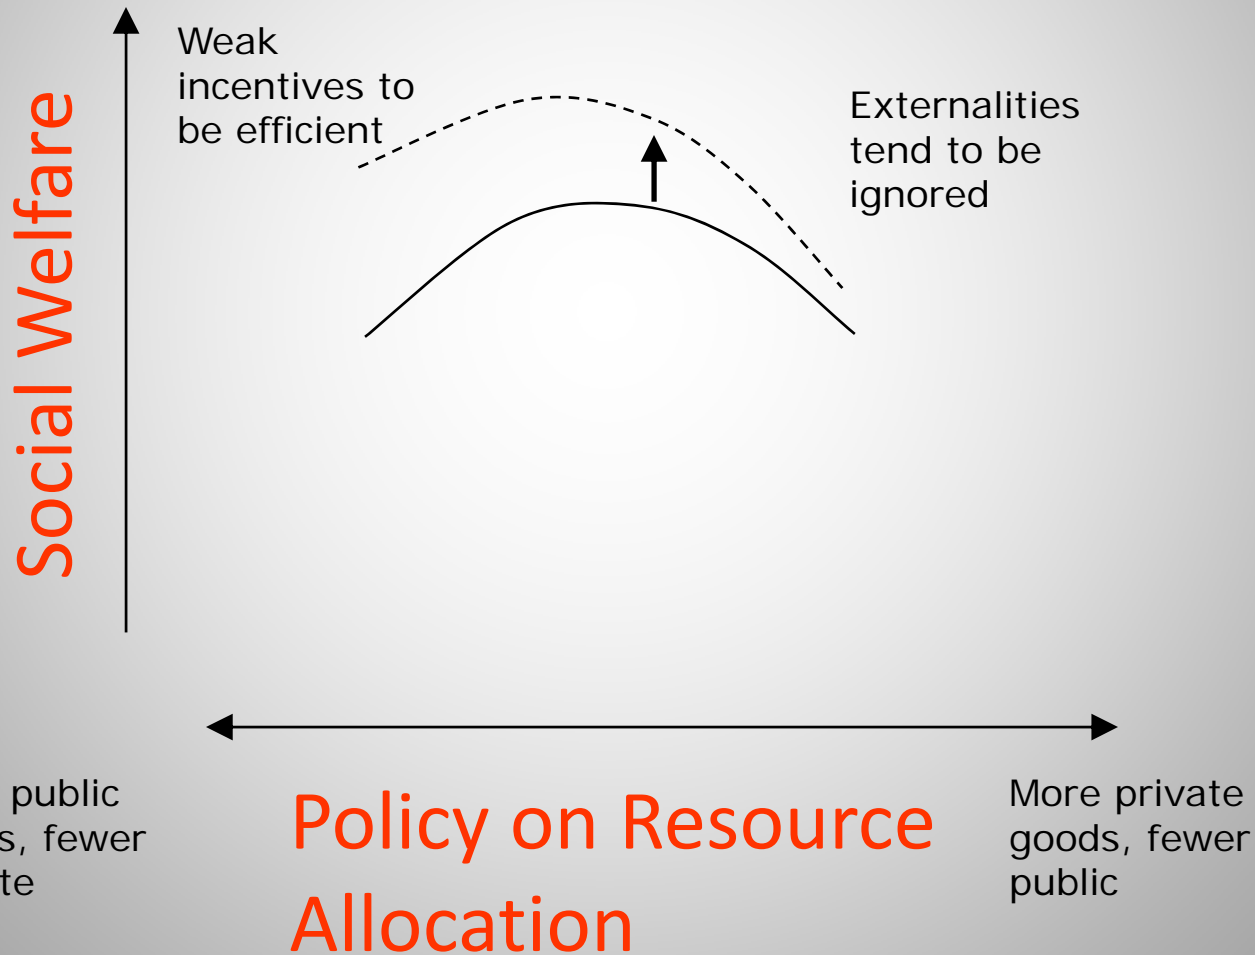 Weak
incentives to
be efficient
Externalities
tend to be
ignored
Social Welfare
public
fewer
Policy on Resource
Allocation
More private
goods, fewer
public